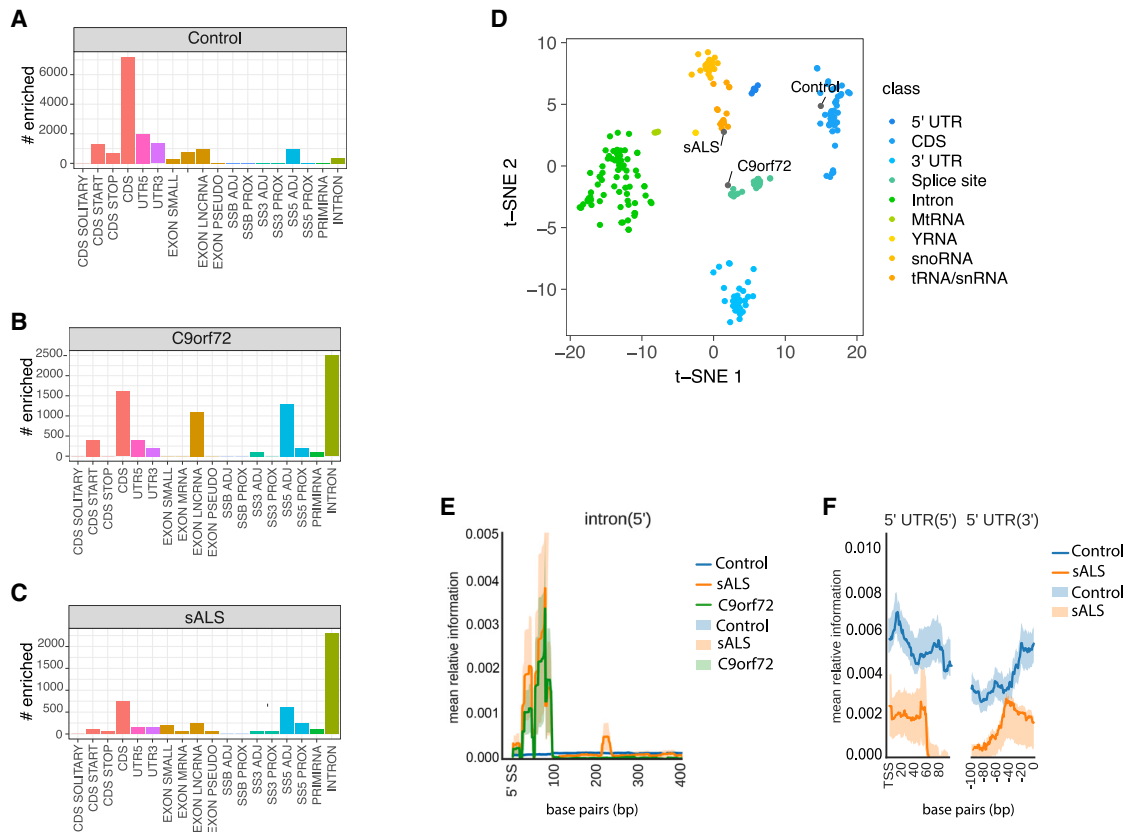 A
Control
# enriched
6000
4000
2000
0
CDS SOLITARY
CDS START
CDS STOP
CDS
UTR5
UTR3
EXON SMALL
EXON MRNA
EXON LNCRNA
EXON PSEUDO
SSB ADJ
SSB PROX
SS3 ADJ
SS3 PROX
SS5 ADJ
SS5 PROX
PRIMIRNA
INTRON
B
C9orf72
# enriched
2500
2000
1500
1000
500
0
CDS SOLITARY
CDS START
CDS STOP
CDS
UTR5
UTR3
EXON SMALL
EXON MRNA
EXON LNCRNA
EXON PSEUDO
SSB ADJ
SSB PROX
SS3 ADJ
SS3 PROX
SS5 ADJ
SS5 PROX
PRIMIRNA
INTRON
C
sALS
# enriched
2000
1500
1000
500
0
CDS SOLITARY
CDS START
CDS STOP
CDS
UTR5
UTR3
EXON SMALL
EXON MRNA
EXON LNCRNA
EXON PSEUDO
SSB ADJ
SSB PROX
SS3 ADJ
SS3 PROX
SS5 ADJ
SS5 PROX
PRIMIRNA
INTRON
D
t−SNE 2
10
5
0
−5
−10
−20
−10
0
10
20
t−SNE 1
Control
sALS
C9orf72
class
5' UTR
CDS
3' UTR
Splice site
Intron
MtRNA
YRNA
snoRNA
tRNA/snRNA
E
intron(5')
mean relative information
0.005
0.004
0.003
0.002
0.001
0.000
5' SS
100
200
300
400
base pairs (bp)
Control
sALS
C9orf72
Control
sALS
C9orf72
F
5' UTR(5')
5' UTR(3')
mean relative information
0.010
0.008
0.006
0.004
0.002
0.000
TSS
20
40
60
80
-100
-80
-60
-40
-20
0
base pairs (bp)
Control
sALS
Control
sALS